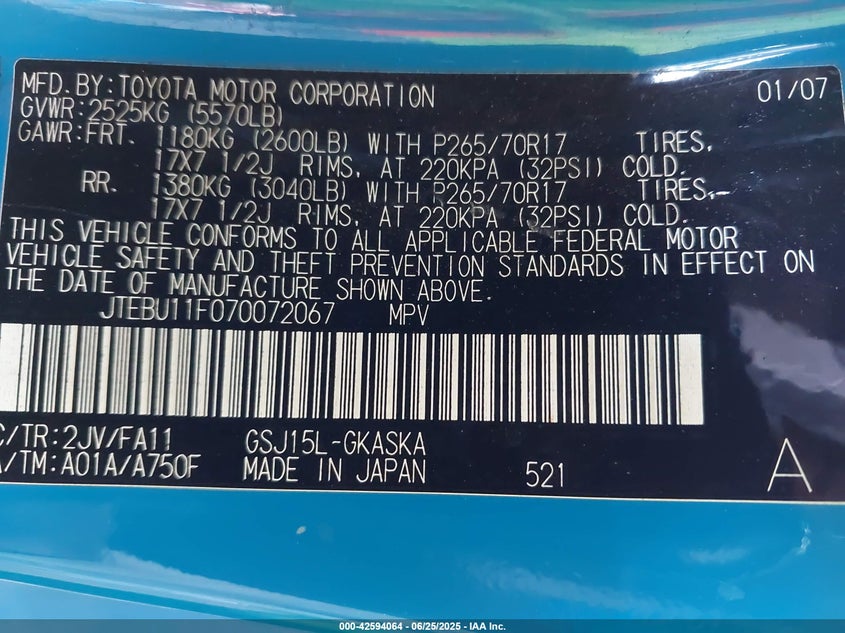 MFD.BY:TOYOTA MOTOR CORPORATION 01/07
GVWR:2525KG (5570LB)
GAWR:FRT. 1180KG (2600LB) WITH P265/70R17 TIRES,
17X7 1/2J RIMS, AT 220KPA (32PSI) COLD.
RR. 1380KG (3040LB) WITH P265/70R17 TIRES,
17X7 1/2J RIMS, AT 220KPA (32PSI) COLD.
THIS VEHICLE CONFORMS TO ALL APPLICABLE FEDERAL MOTOR
VEHICLE SAFETY AND THEFT PREVENTION STANDARDS IN EFFECT ON
THE DATE OF MANUFACTURE SHOWN ABOVE.
JTEBU11F070072067 MPV
C/TR:2JV/FA11 GSJ15L-GKASKA
A/TM:A01A/A750F MADE IN JAPAN 521 A
000-42594064 - 06/25/2025 - IAA Inc.